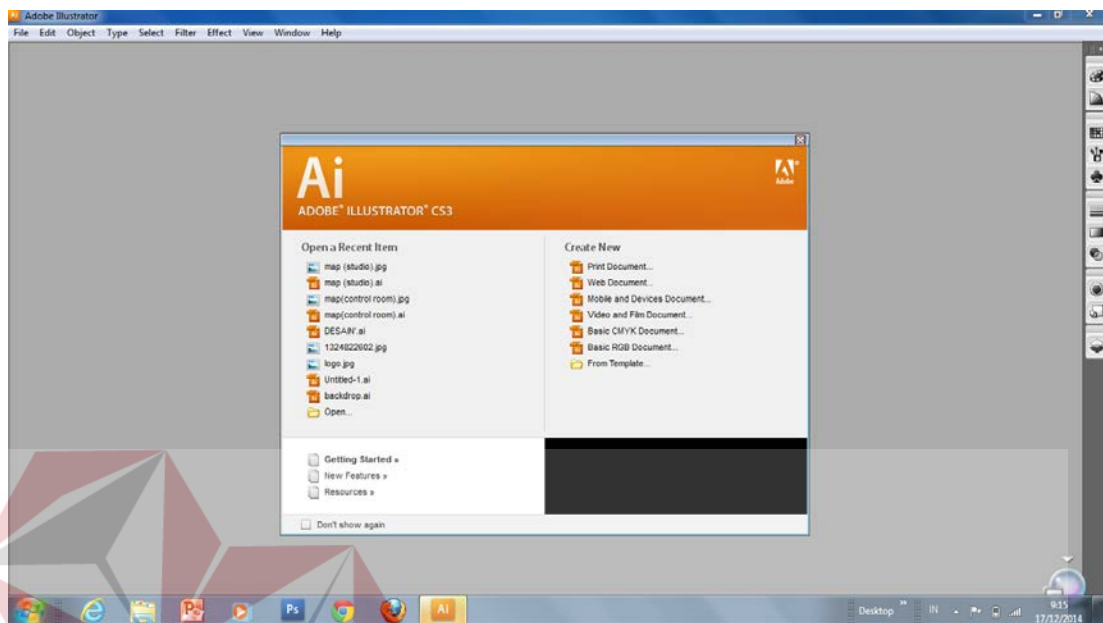 Adobe Illustrator
File Edit Object Type Select Filter Effect View Window Help
Ai
Adobe
ADOBE® ILLUSTRATOR® CS3
Open a Recent Item
map (studio).jpg
map (studio).ai
map(control room).jpg
map(control room).ai
DESAIN'.ai
1324822602.jpg
logo.jpg
Untitled-1.ai
backdrop.ai
Open...
Create New
Print Document...
Web Document...
Mobile and Devices Document...
Video and Film Document...
Basic CMYK Document...
Basic RGB Document...
From Template...
Getting Started »
New Features »
Resources »
Don't show again
Ps
Ai
Desktop »
IN
9:15
17/12/2014